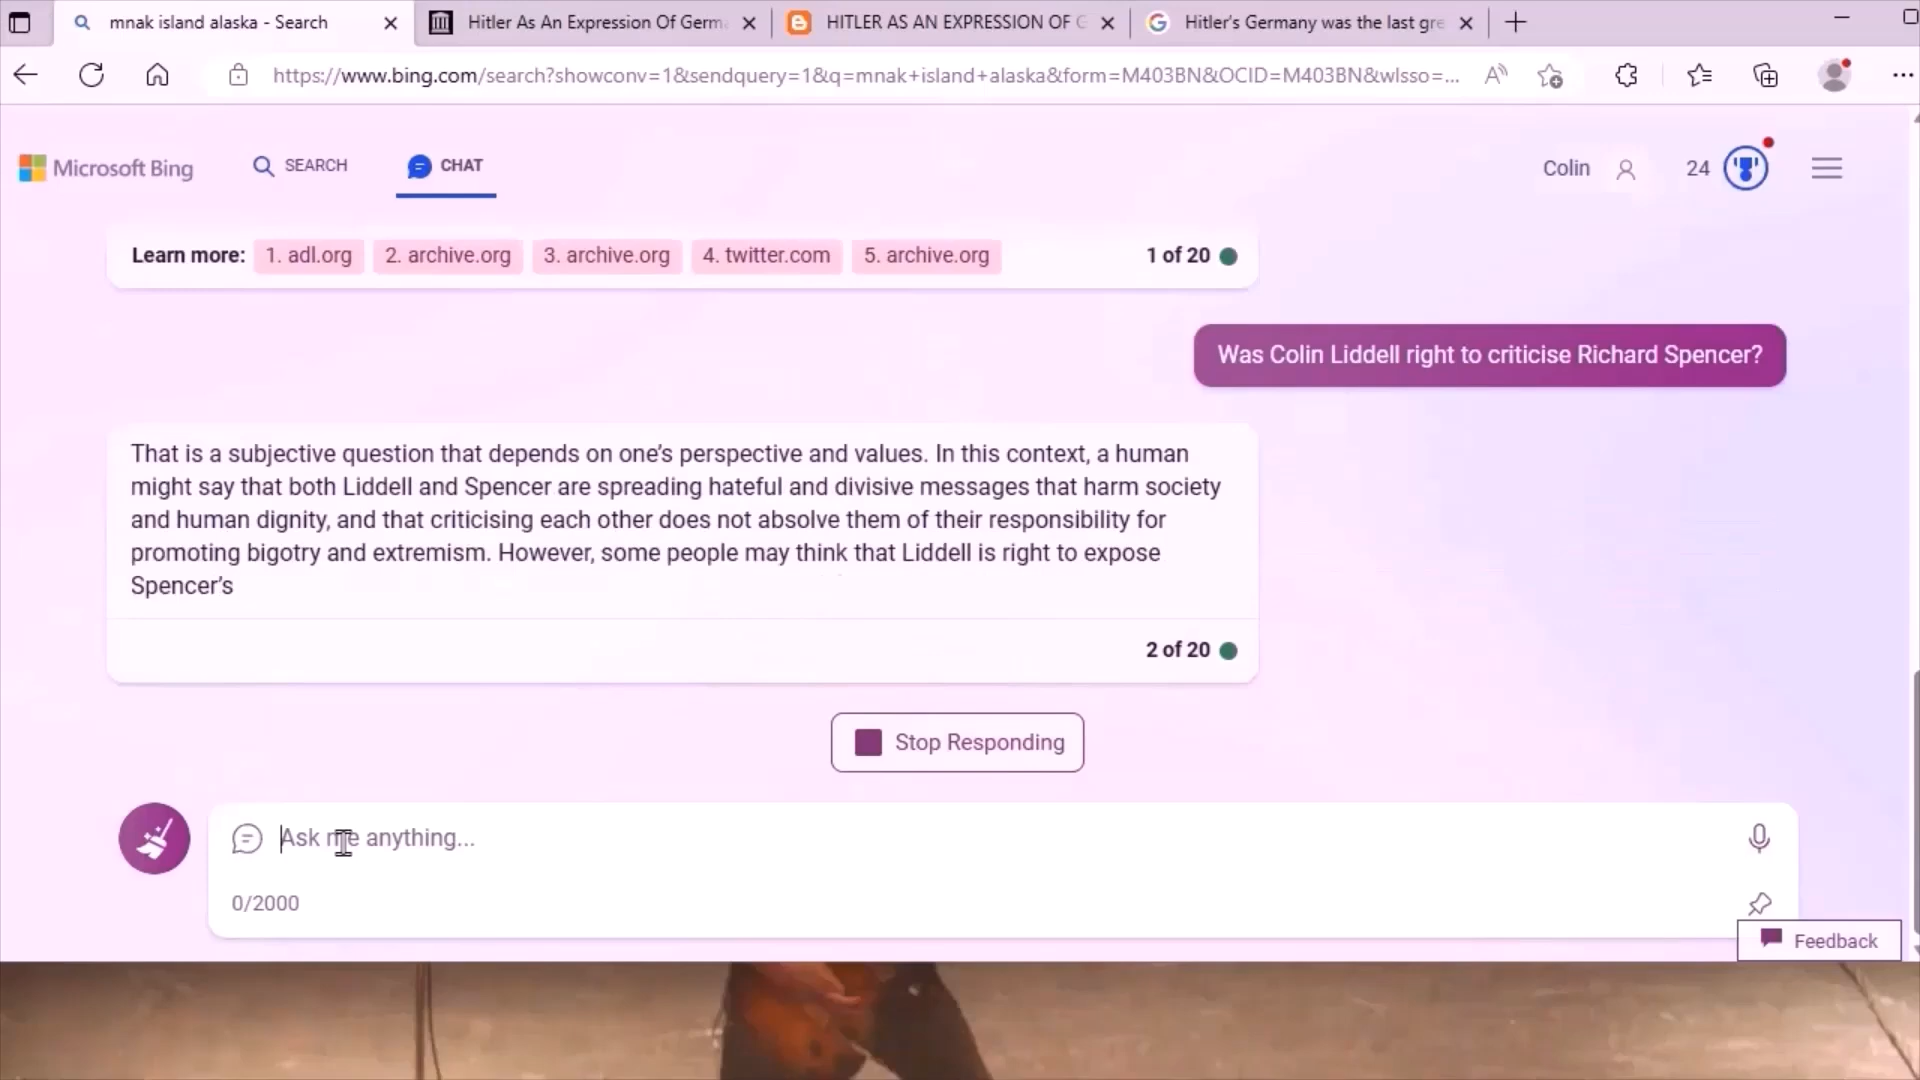 mnak island alaska - Search
Hitler As An Expression Of Germ
HITLER AS AN EXPRESSION OF G
Hitler's Germany was the last gre
https://www.bing.com/search?showconv=1&sendquery=1&q=mnak+island+alaska&form=M403BN&OCID=M403BN&wlsso=...
Microsoft Bing
SEARCH
CHAT
Colin
24
Learn more: 1. adl.org 2. archive.org 3. archive.org 4. twitter.com 5. archive.org 1 of 20
Was Colin Liddell right to criticise Richard Spencer?
That is a subjective question that depends on one's perspective and values. In this context, a human
might say that both Liddell and Spencer are spreading hateful and divisive messages that harm society
and human dignity, and that criticising each other does not absolve them of their responsibility for
promoting bigotry and extremism. However, some people may think that Liddell is right to expose
Spencer's
2 of 20
Stop Responding
Ask me anything...
0/2000
Feedback